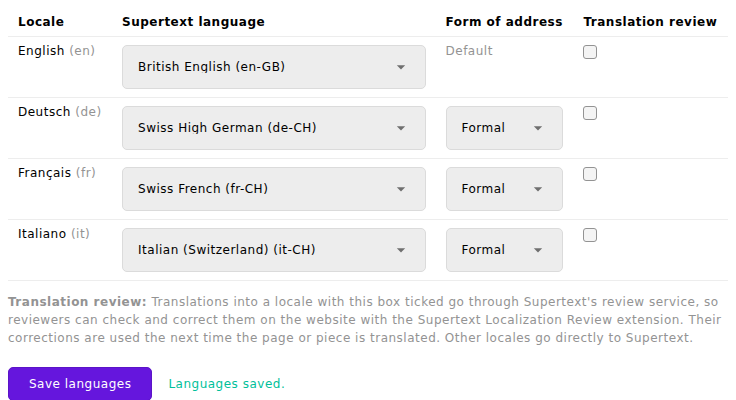 Locale Supertext language Form of address Translation review
English (en) British English (en-GB) Default
Deutsch (de) Swiss High German (de-CH) Formal
Français (fr) Swiss French (fr-CH) Formal
Italiano (it) Italian (Switzerland) (it-CH) Formal
Translation review: Translations into a locale with this box ticked go through Supertext's review service, so
reviewers can check and correct them on the website with the Supertext Localization Review extension. Their
corrections are used the next time the page or piece is translated. Other locales go directly to Supertext.
Save languages Languages saved.